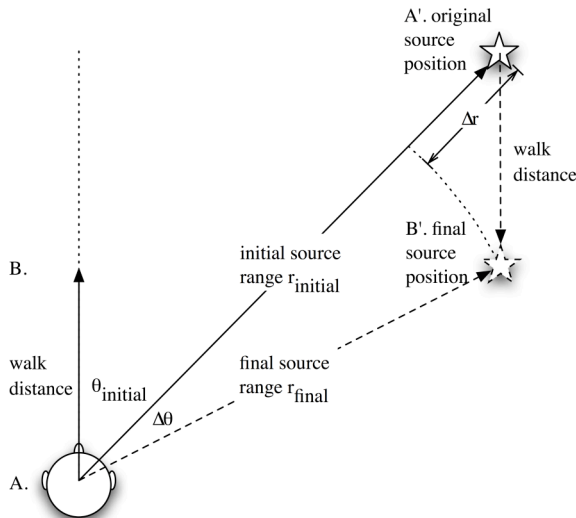 A'. original
source
position
Δr
walk
distance
B'. final
source
position
B.
initial source
range r_initial
walk
distance
θ_initial
final source
range r_final
Δθ
A.